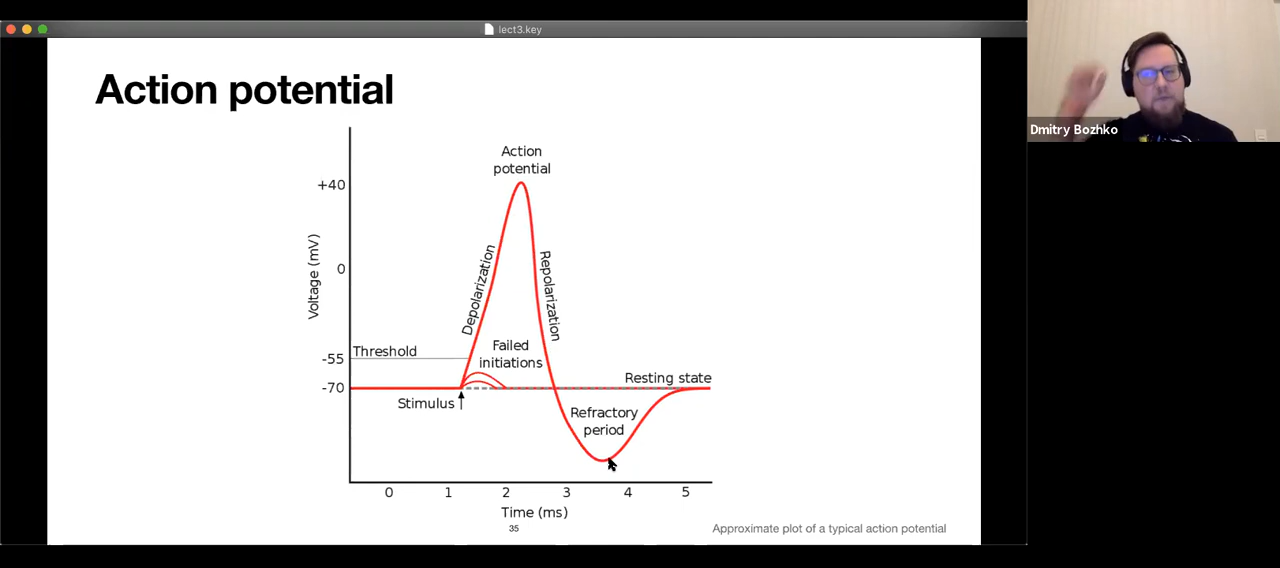 lect3.key
Action potential
Dmitry Bozhko
Action
potential
+40
Voltage (mV)
0
Depolarization
Repolarization
Threshold
-55
Failed
initiations
-70
Resting state
Stimulus
Refractory
period
0 1 2 3 4 5
Time (ms)
35
Approximate plot of a typical action potential